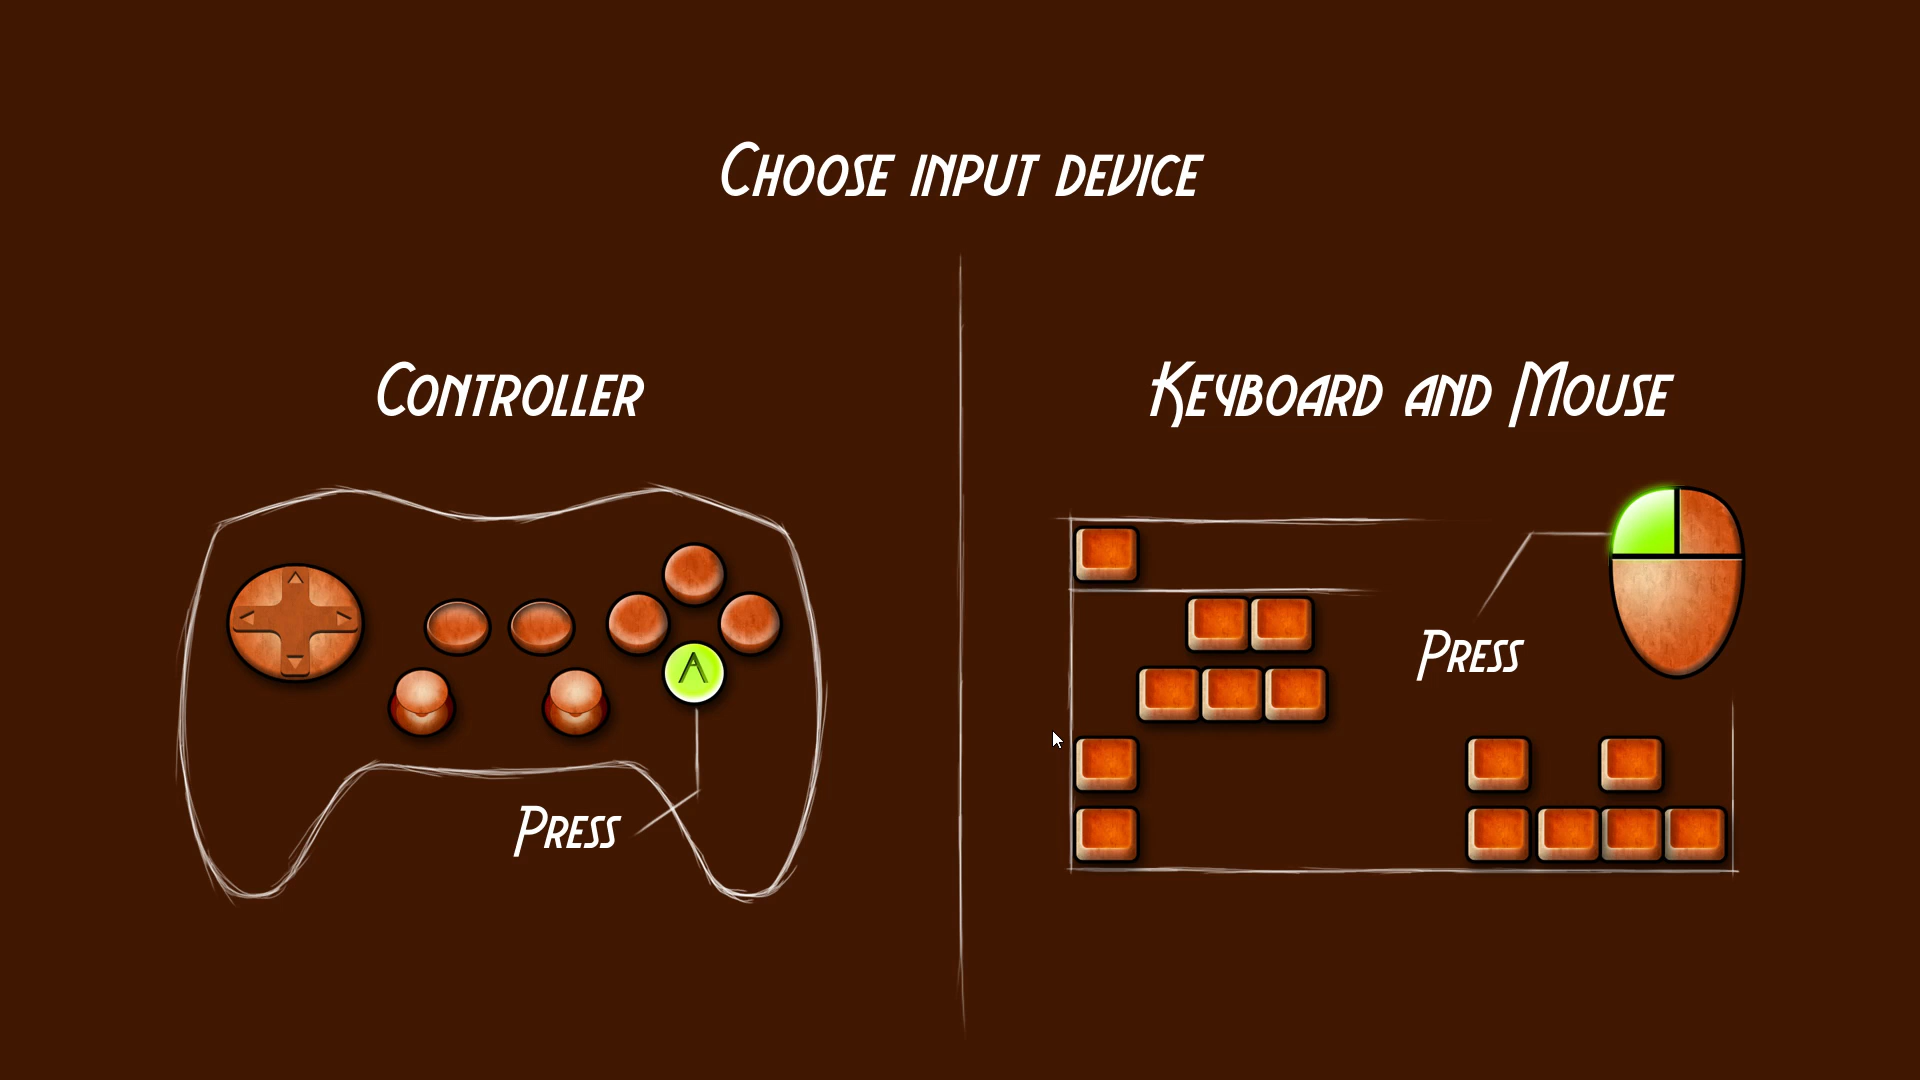 Choose input device
Controller
Keyboard and Mouse
A
Press
Press